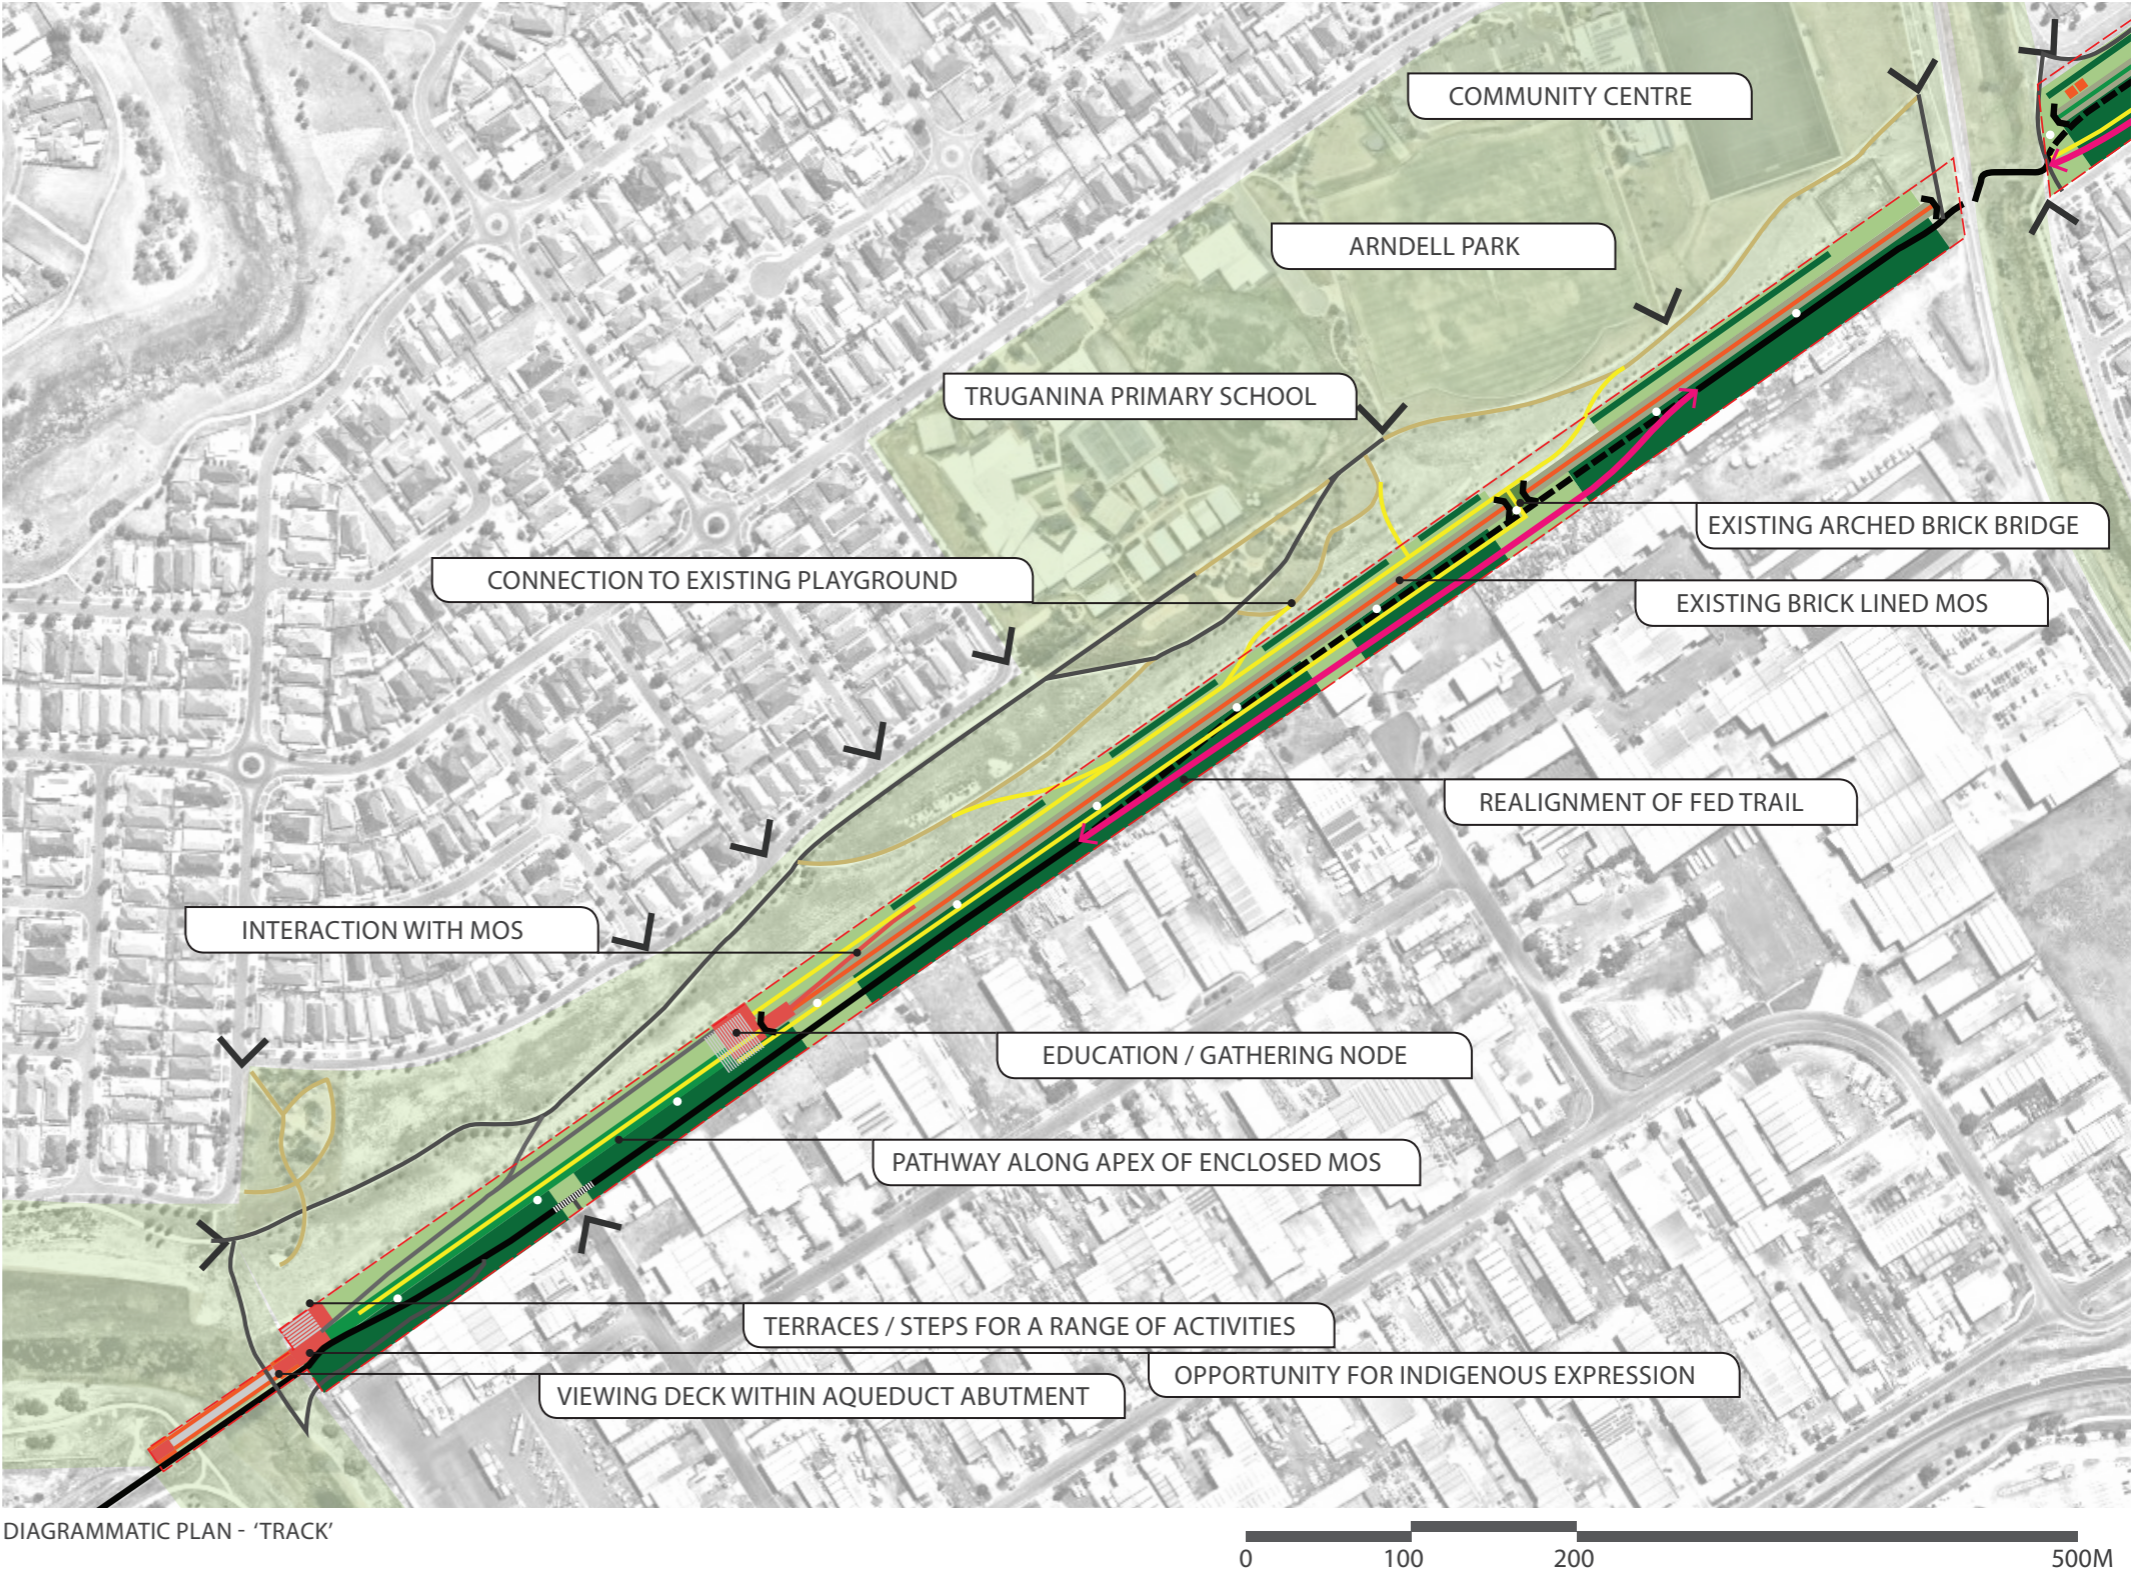 COMMUNITY CENTRE
ARNDELL PARK
TRUGANINA PRIMARY SCHOOL
EXISTING ARCHED BRICK BRIDGE
CONNECTION TO EXISTING PLAYGROUND
EXISTING BRICK LINED MOS
REALIGNMENT OF FED TRAIL
INTERACTION WITH MOS
EDUCATION / GATHERING NODE
PATHWAY ALONG APEX OF ENCLOSED MOS
TERRACES / STEPS FOR A RANGE OF ACTIVITIES
OPPORTUNITY FOR INDIGENOUS EXPRESSION
VIEWING DECK WITHIN AQUEDUCT ABUTMENT
DIAGRAMMATIC PLAN - ‘TRACK’
0 100 200 500M